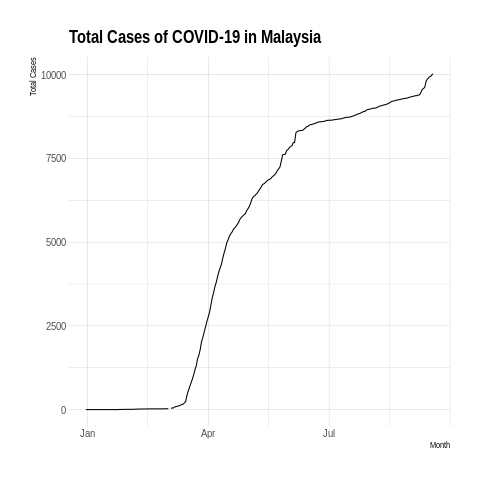 Total Cases of COVID-19 in Malaysia
Total Cases
10000
7500
5000
2500
0
Jan
Apr
Jul
Month